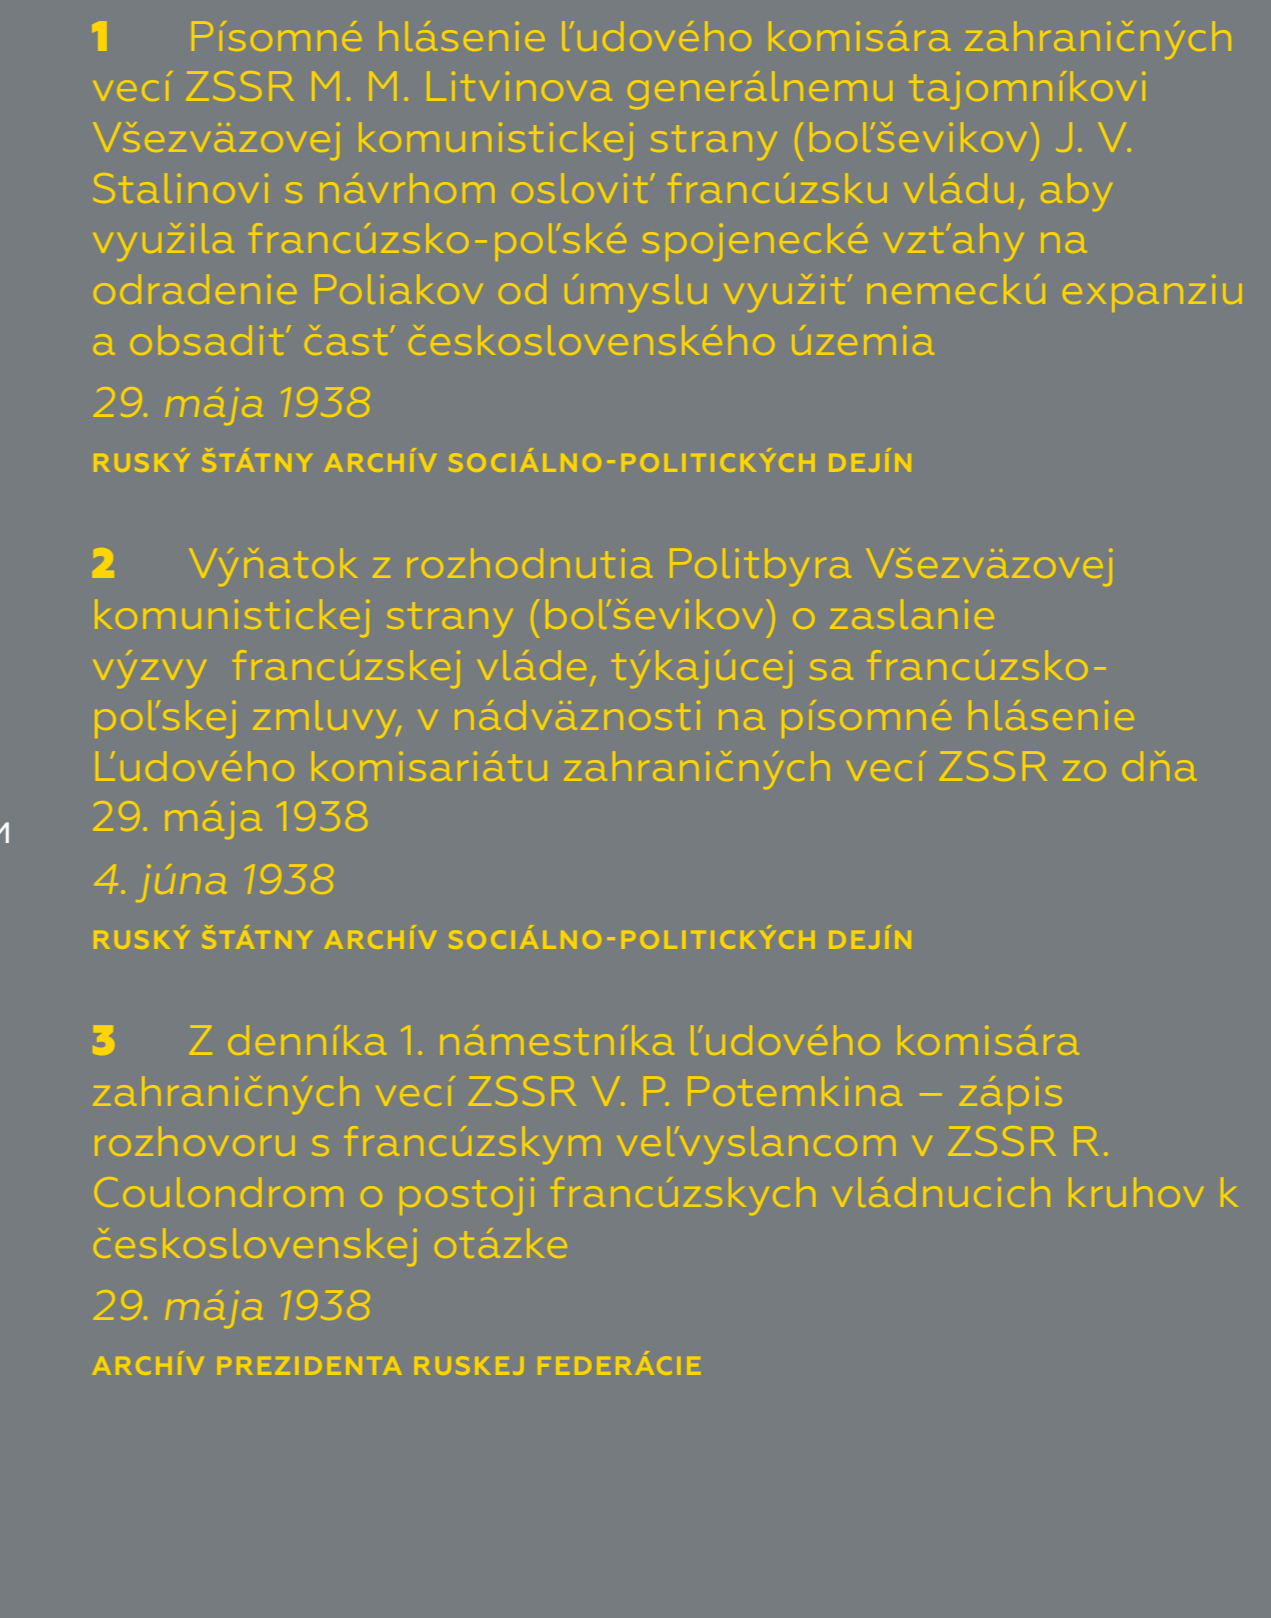 1 Písomné hlásenie ľudového komisára zahraničných
vecí ZSSR M. M. Litvinova generálnemu tajomníkovi
Všezväzovej komunistickej strany (boľševikov) J. V.
Stalinovi s návrhom osloviť francúzsku vládu, aby
využila francúzsko-poľské spojenecké vzťahy na
odradenie Poliakov od úmyslu využiť nemeckú expanziu
a obsadiť časť československého územia
29. mája 1938
RUSKÝ ŠTÁTNY ARCHÍV SOCIÁLNO-POLITICKÝCH DEJÍN
2 Výňatok z rozhodnutia Politbyra Všezväzovej
komunistickej strany (boľševikov) o zaslanie
výzvy francúzskej vláde, týkajúcej sa francúzsko-
poľskej zmluvy, v nádväznosti na písomné hlásenie
Ľudového komisariátu zahraničných vecí ZSSR zo dňa
29. mája 1938
4. júna 1938
RUSKÝ ŠTÁTNY ARCHÍV SOCIÁLNO-POLITICKÝCH DEJÍN
3 Z denníka 1. námestníka ľudového komisára
zahraničných vecí ZSSR V. P. Potemkina – zápis
rozhovoru s francúzskym veľvyslancom v ZSSR R.
Coulondrom o postoji francúzskych vládnucich kruhov k
československej otázke
29. mája 1938
ARCHÍV PREZIDENTA RUSKEJ FEDERÁCIE